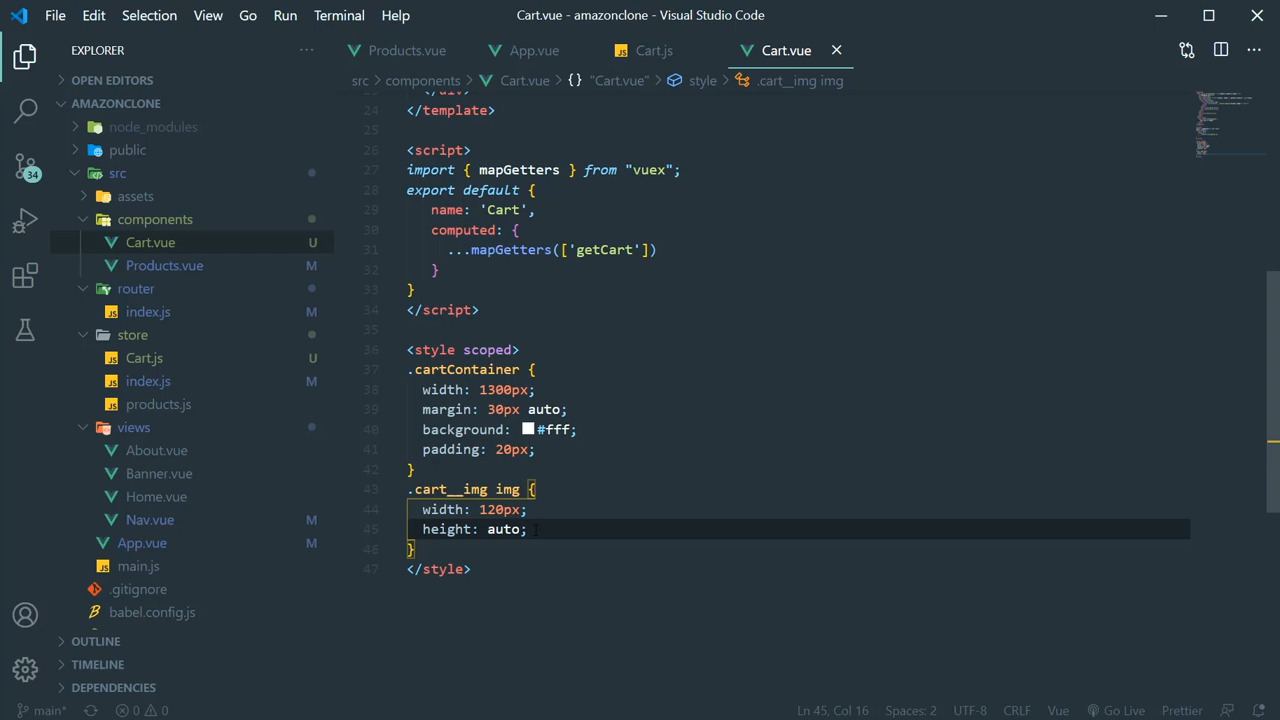 File Edit Selection View Go Run Terminal Help
Cart.vue - amazonclone - Visual Studio Code
EXPLORER
Products.vue
App.vue
JS Cart.js
Cart.vue
OPEN EDITORS
src > components > Cart.vue > {} "Cart.vue" > style > .cart__img img
AMAZONCLONE
node_modules
public
src
assets
components
Cart.vue U
Products.vue M
router
JS index.js M
store
JS Cart.js U
JS index.js M
JS products.js
views
About.vue
Banner.vue
Home.vue
Nav.vue M
App.vue M
JS main.js
.gitignore
babel.config.js
OUTLINE
TIMELINE
DEPENDENCIES
34
24 </template>
25
26 <script>
27 import { mapGetters } from "vuex";
28 export default {
29 name: 'Cart',
30 computed: {
31 ...mapGetters(['getCart'])
32 }
33 }
34 </script>
35
36 <style scoped>
37 .cartContainer {
38 width: 1300px;
39 margin: 30px auto;
40 background: #fff;
41 padding: 20px;
42 }
43 .cart__img img {
44 width: 120px;
45 height: auto;
46 }
47 </style>
main* 0 0
Ln 45, Col 16 Spaces: 2 UTF-8 CRLF Vue Go Live Prettier